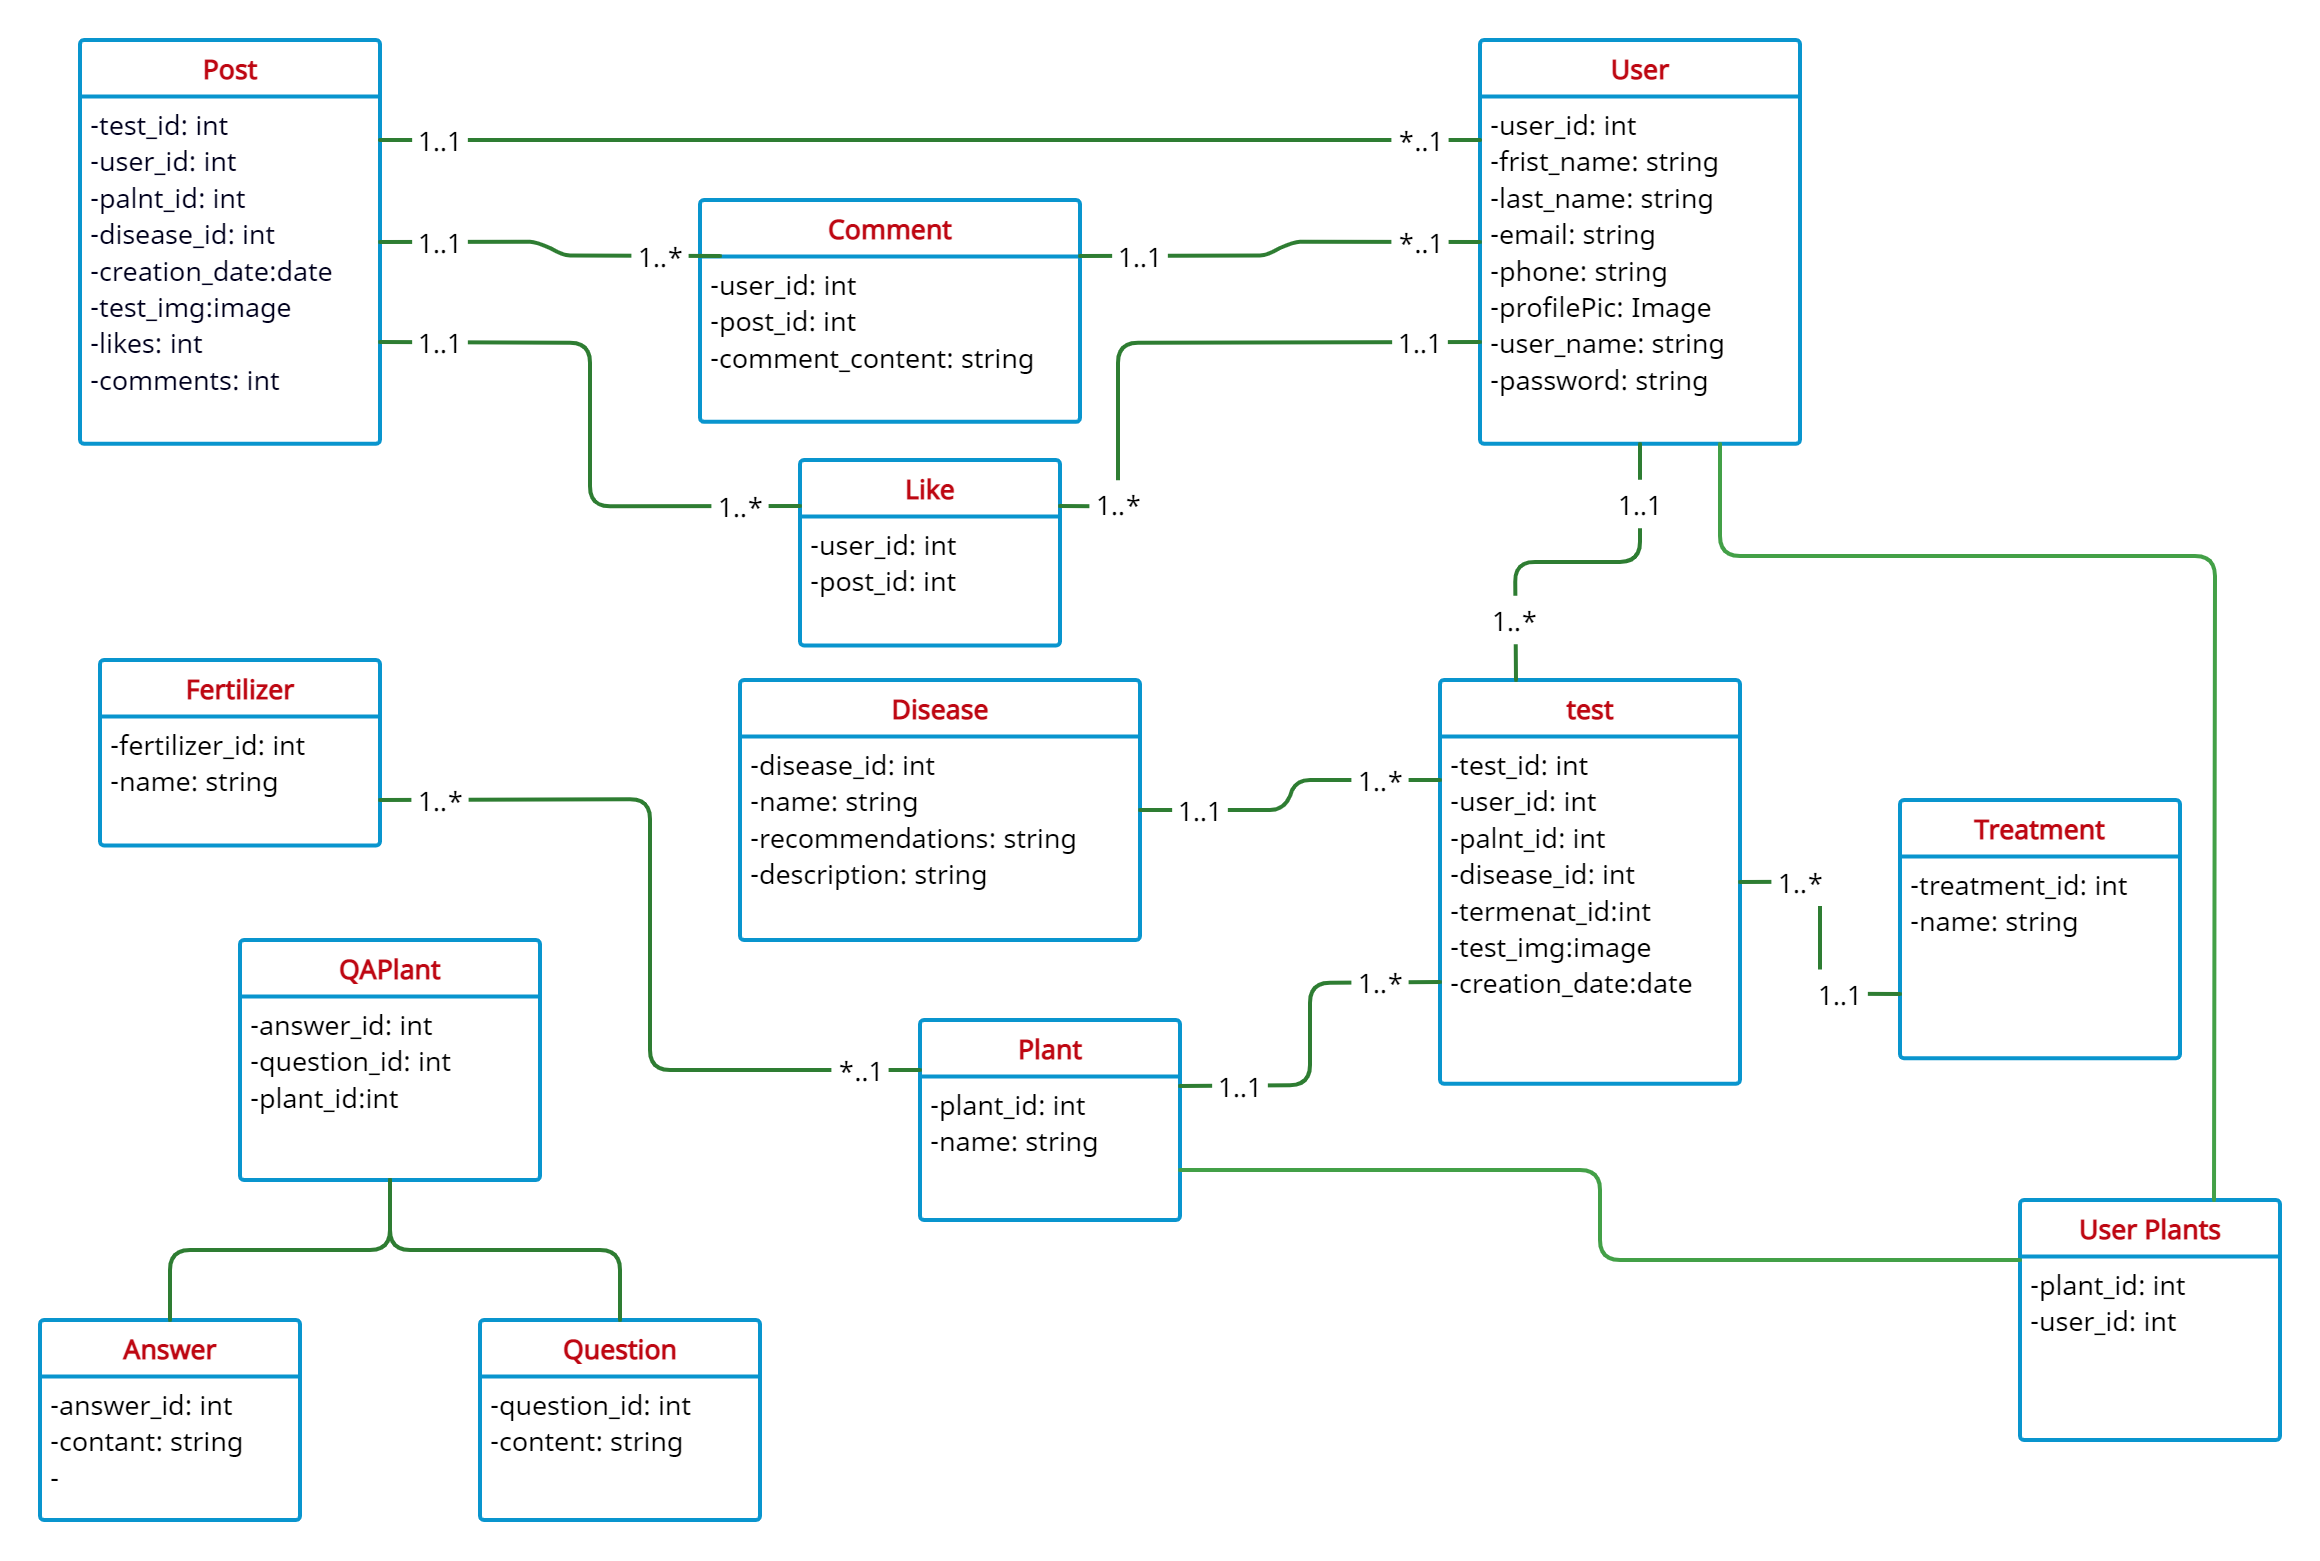 Post
-test_id: int
-user_id: int
-palnt_id: int
-disease_id: int
-creation_date:date
-test_img:image
-likes: int
-comments: int
1..1
*..1
1..1
1..*
1..1
*..1
1..1
1..*
1..1
1..*
User
-user_id: int
-frist_name: string
-last_name: string
-email: string
-phone: string
-profilePic: Image
-user_name: string
-password: string
Comment
-user_id: int
-post_id: int
-comment_content: string
Like
-user_id: int
-post_id: int
1..1
1..*
Fertilizer
-fertilizer_id: int
-name: string
1..*
*..1
Disease
-disease_id: int
-name: string
-recommendations: string
-description: string
1..1
1..*
test
-test_id: int
-user_id: int
-palnt_id: int
-disease_id: int
-termenat_id:int
-test_img:image
-creation_date:date
1..*
1..1
Treatment
-treatment_id: int
-name: string
QAPlant
-answer_id: int
-question_id: int
-plant_id:int
Plant
-plant_id: int
-name: string
1..1
1..*
User Plants
-plant_id: int
-user_id: int
Answer
-answer_id: int
-contant: string
-
Question
-question_id: int
-content: string